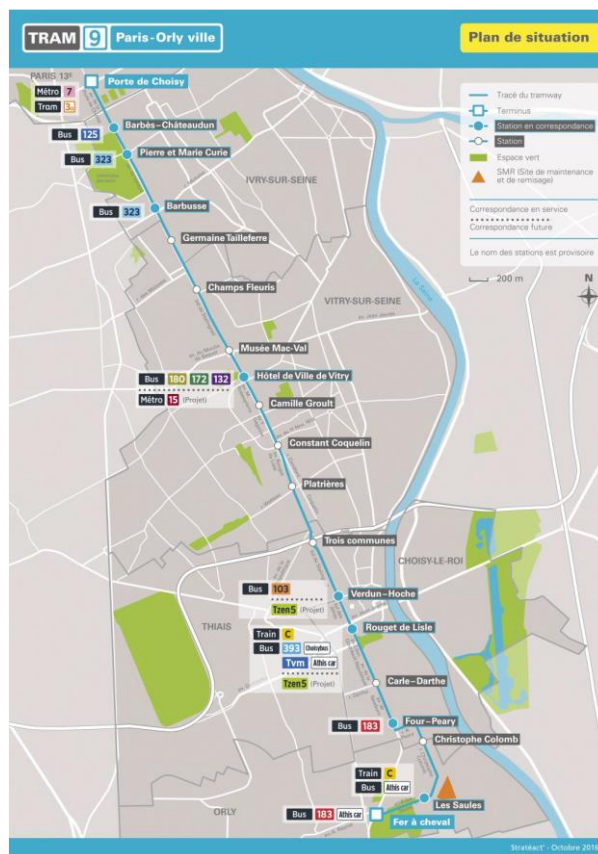 TRAM 9 Paris-Orly ville
Plan de situation
PARIS 13e
Porte de Choisy
Métro 7
Tram 3a
Barbès-Châteaudun
Bus 125
Pierre et Marie Curie
Bus 323
IVRY-SUR-SEINE
Barbusse
Bus 323
Germaine Tailleferre
Champs Fleuris
VITRY-SUR-SEINE
La Seine
Musée Mac-Val
Bus 180 172 132
Métro 15 (Projet)
Hôtel de Ville de Vitry
Camille Groult
Constant Coquelin
Platrières
Trois communes
CHOISY-LE-ROI
Bus 103
Tzen5 (Projet)
Verdun-Hoche
THIAIS
Rouget de Lisle
Train C
Bus 393 Choisybus
Tvm Athis car
Tzen5 (Projet)
Carle-Darthe
Four-Peary
Bus 183
Christophe Colomb
Train C
Bus Athis car
Les Saules
ORLY
Bus 183 Athis car
Fer à cheval
Tracé du tramway
Terminus
Station en correspondance
Station
Espace vert
SMR (Site de maintenance
et de remisage)
Correspondance en service
Correspondance future
Le nom des stations est provisoire
200 m
N
Stratéact' - Octobre 2016